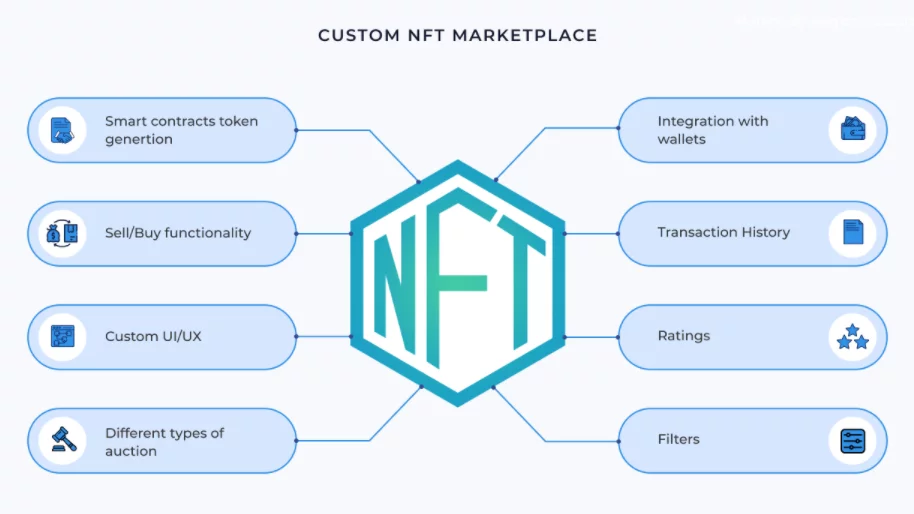 CUSTOM NFT MARKETPLACE
Smart contracts token
genertion
Sell/Buy functionality
Custom UI/UX
Different types of
auction
NFT
Integration with
wallets
Transaction History
Ratings
Filters